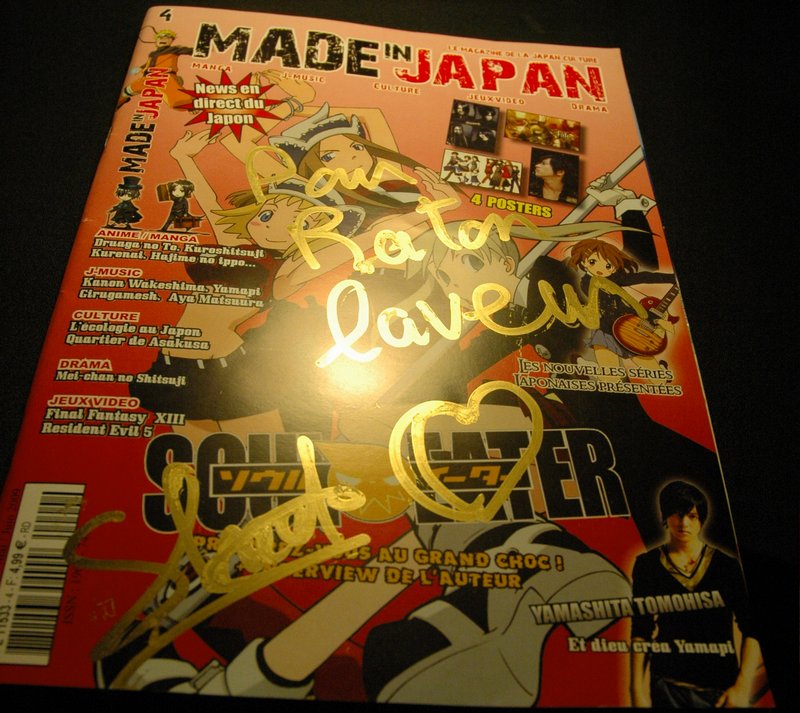 4
MADE IN JAPAN
LE MAGAZINE DE LA JAPAN CULTURE
MANGA
J-MUSIC
CULTURE
JEUX VIDEO
DRAMA
MADE IN JAPAN
News en
direct du
Japon
4 POSTERS
Pour
Raton
laveur
ANIME / MANGA
Druaga no To, Kuroshitsuji
Kurenai, Hajime no ippo...
J-MUSIC
Kanon Wakeshima, Yamapi
Girugamesh, Aya Matsuura
CULTURE
L'écologie au Japon
Quartier de Asakusa
DRAMA
Mei-chan no Shitsuji
JEUX VIDEO
Final Fantasy XIII
Resident Evil 5
LES NOUVELLES SÉRIES
JAPONAISES PRÉSENTÉES
SOUL EATER
ソウルイーター
AU GRAND CHOC !
INTERVIEW DE L'AUTEUR
YAMASHITA TOMOHISA
Et dieu créa Yamapi
4,99 €
ISSN